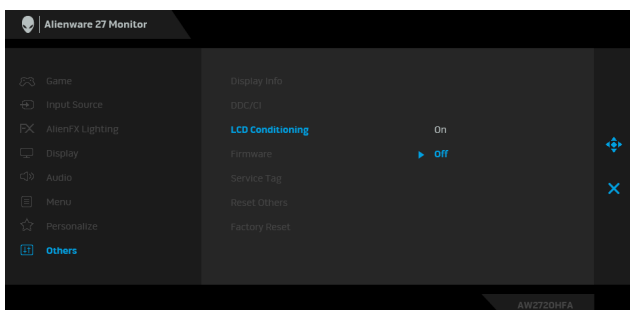 Alienware 27 Monitor
Game
Input Source
AlienFX Lighting
Display
Audio
Menu
Personalize
Others
Display Info
DDC/CI
LCD Conditioning
On
Firmware
Off
Service Tag
Reset Others
Factory Reset
AW2720HFA